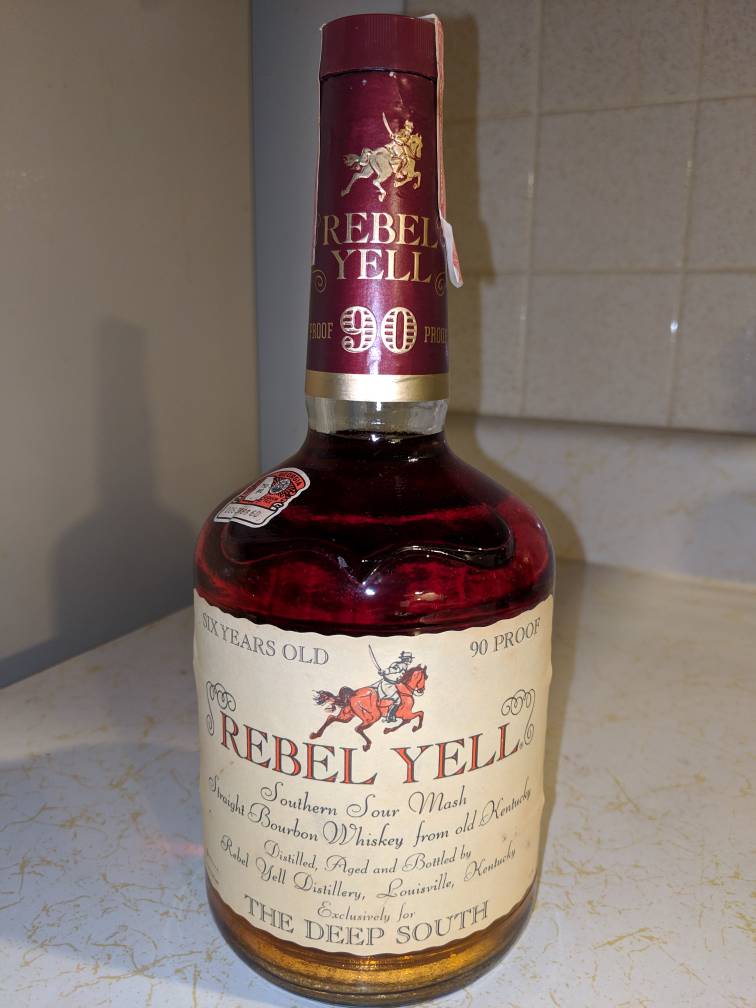 REBEL
YELL
PROOF 90 PROOF
GEORGIA
SIX YEARS OLD 90 PROOF
REBEL YELL®
Southern Sour Mash
Straight Bourbon Whiskey from old Kentucky
Distilled, Aged and Bottled by
Rebel Yell Distillery, Louisville, Kentucky
Exclusively for
THE DEEP SOUTH